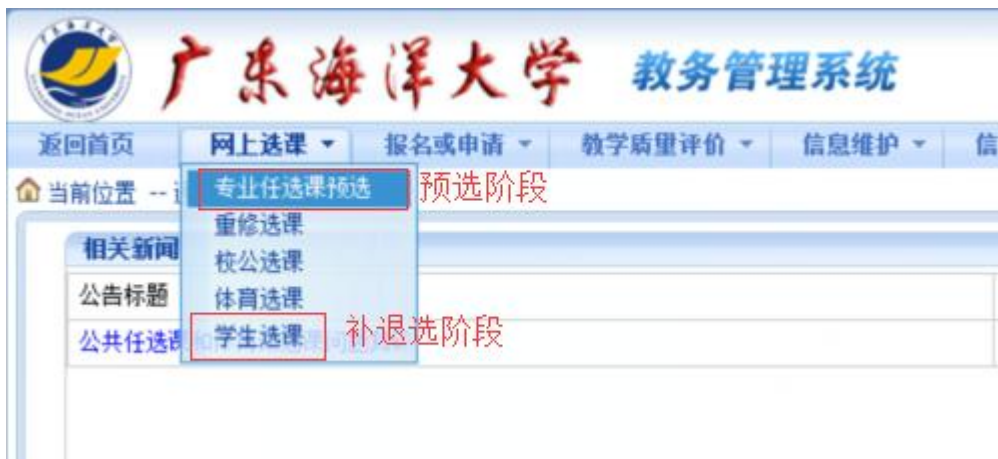 广东海洋大学 教务管理系统
返回首页 网上选课 报名或申请 教学质量评价 信息维护 信
当前位置 --
专业任选课预选 预选阶段
重修选课
相关新闻
校公选课
公告标题
体育选课
学生选课 补退选阶段
公共任选课